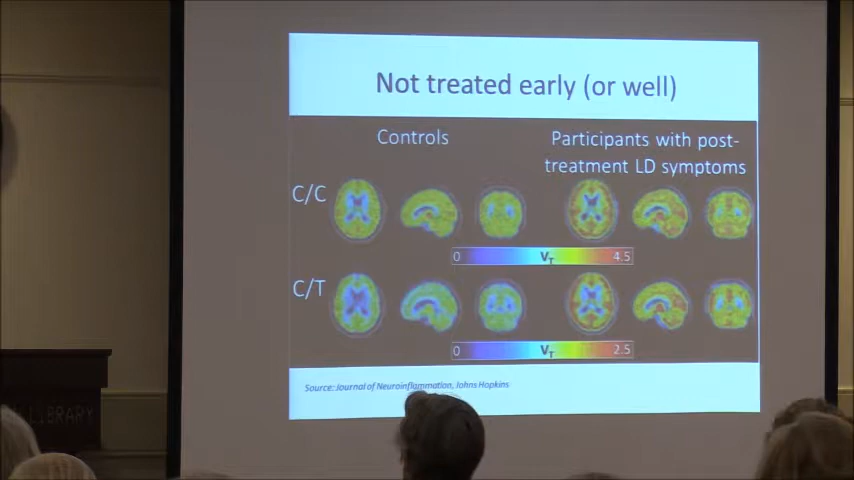 Not treated early (or well)
Controls
Participants with post-
treatment LD symptoms
C/C
0 VT 4.5
C/T
0 VT 2.5
Source: Journal of Neuroinflammation, Johns Hopkins
LIBRARY